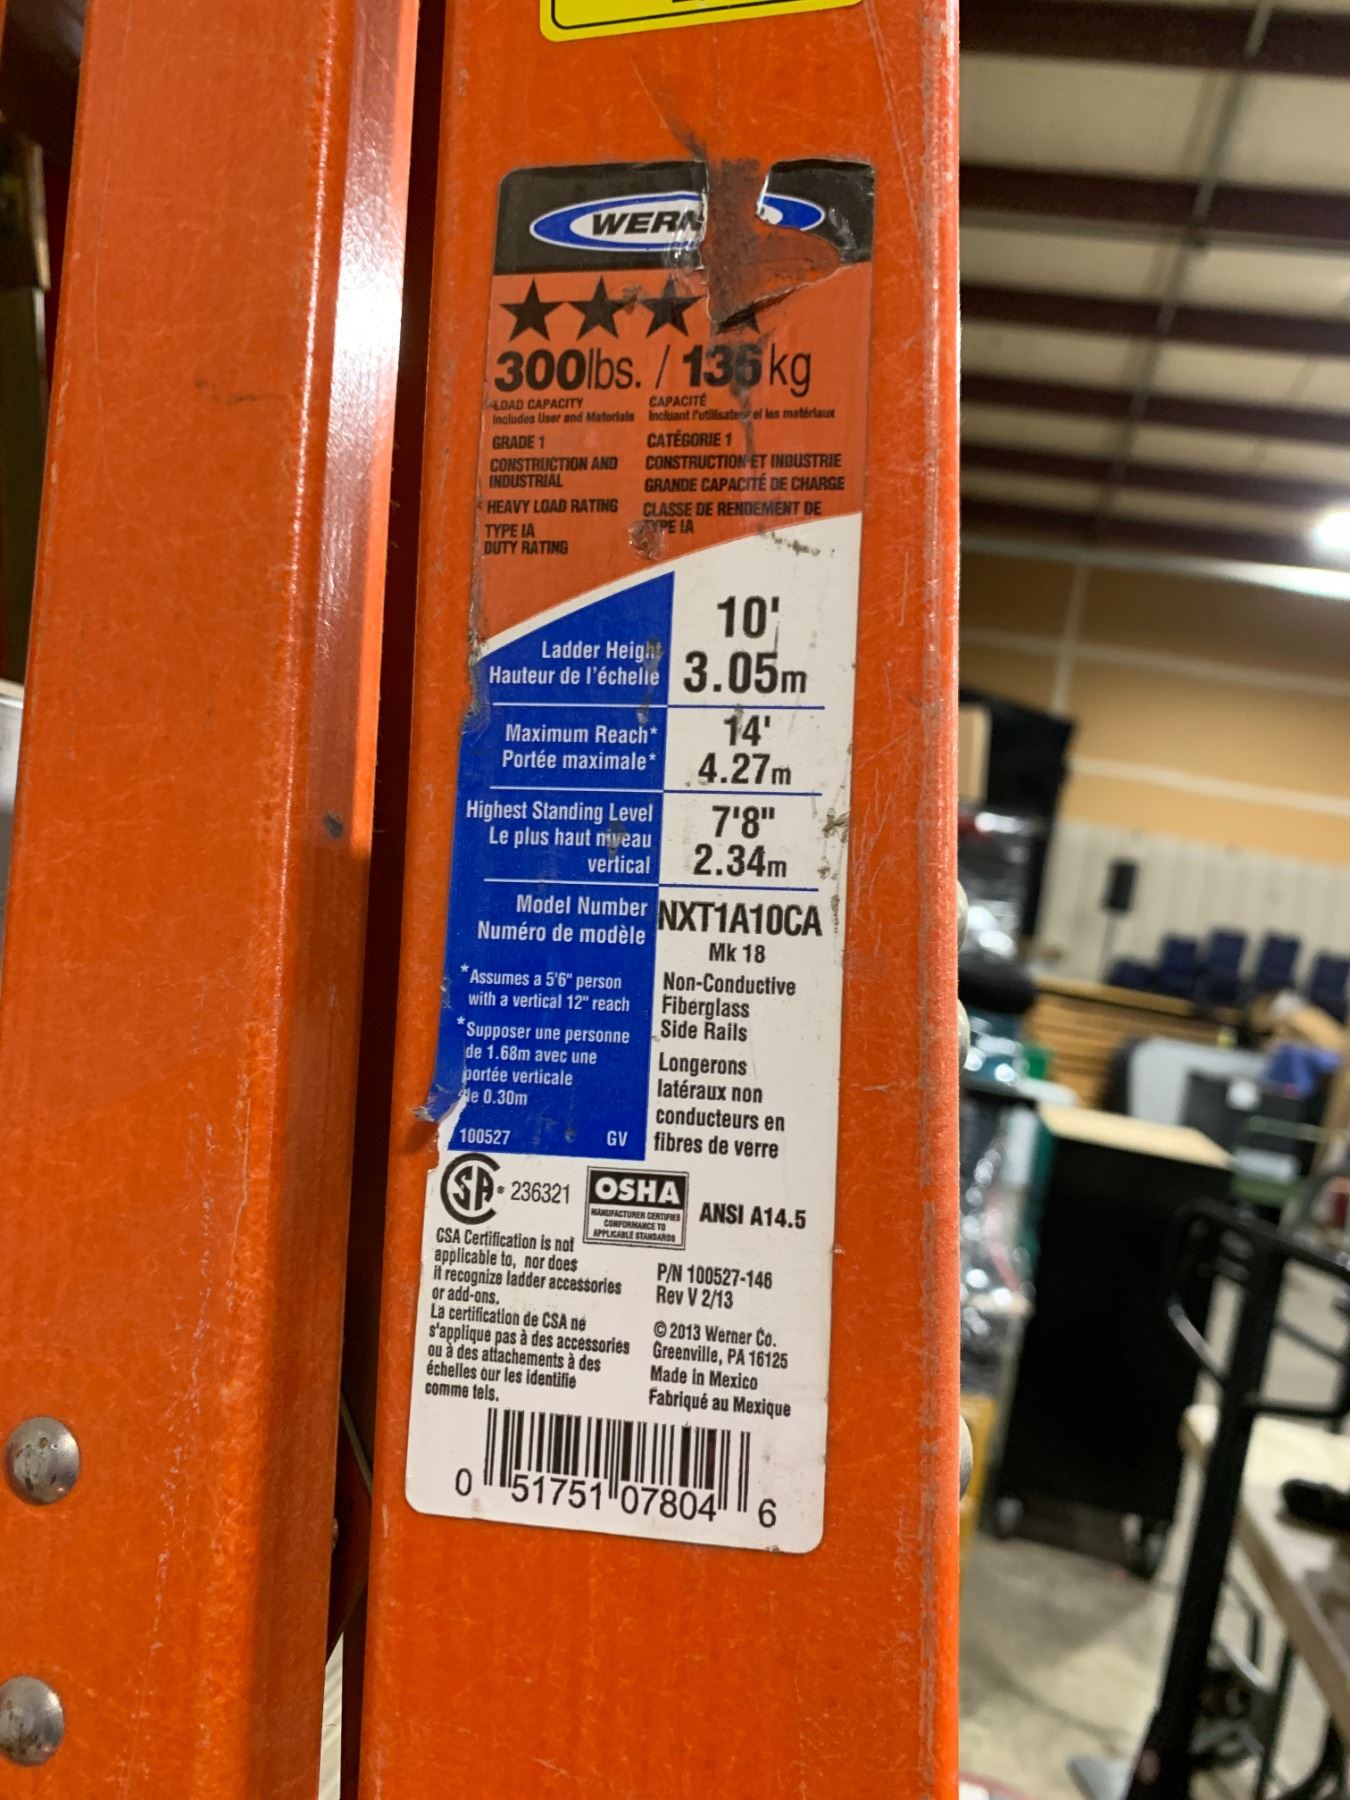 300lbs. / 136kg
LOAD CAPACITY
Includes User and Materials
CAPACITÉ
Incluant l'utilisateur et les matériaux
GRADE 1
CONSTRUCTION AND
INDUSTRIAL
HEAVY LOAD RATING
TYPE IA
DUTY RATING
CATÉGORIE 1
CONSTRUCTION ET INDUSTRIE
GRANDE CAPACITÉ DE CHARGE
CLASSE DE RENDEMENT DE
TYPE IA
Ladder Height
Hauteur de l'échelle
10'
3.05m
Maximum Reach*
Portée maximale*
14'
4.27m
Highest Standing Level
Le plus haut niveau
vertical
7'8"
2.34m
Model Number
Numéro de modèle
NXT1A10CA
Mk 18
*Assumes a 5'6" person
with a vertical 12" reach
*Supposer une personne
de 1.68m avec une
portée verticale
de 0.30m
100527 GV
Non-Conductive
Fiberglass
Side Rails
Longerons
latéraux non
conducteurs en
fibres de verre
SA® 236321
OSHA
MANUFACTURER CERTIFIES
CONFORMANCE TO
APPLICABLE STANDARDS
ANSI A14.5
CSA Certification is not
applicable to, nor does
it recognize ladder accessories
or add-ons.
La certification de CSA ne
s'applique pas à des accessories
ou à des attachements à des
échelles our les identifie
comme tels.
P/N 100527-146
Rev V 2/13
© 2013 Werner Co.
Greenville, PA 16125
Made in Mexico
Fabriqué au Mexique
0 51751 07804 6